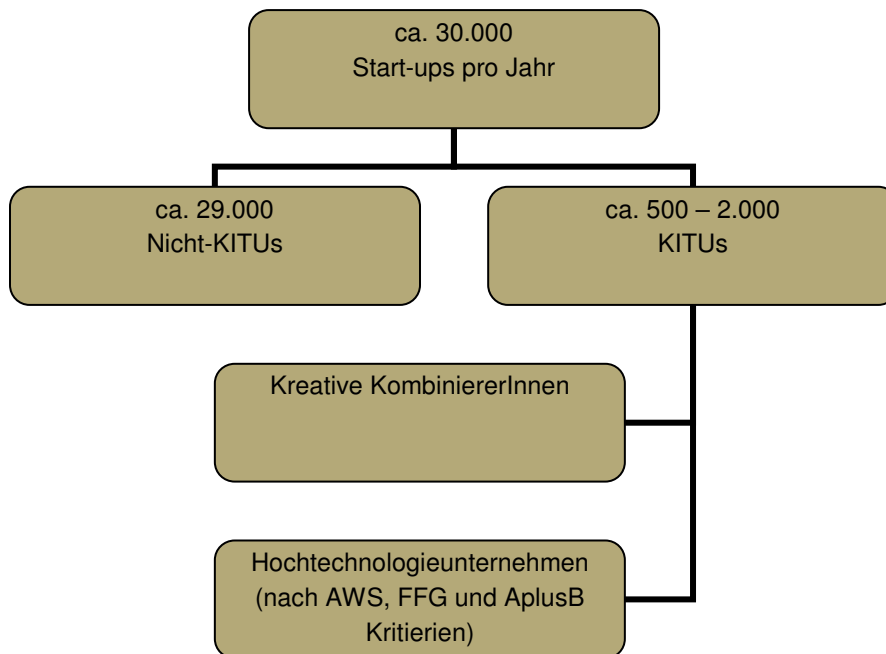 ca. 30.000
Start-ups pro Jahr
ca. 29.000
Nicht-KITUs
ca. 500 – 2.000
KITUs
Kreative KombiniererInnen
Hochtechnologieunternehmen
(nach AWS, FFG und AplusB
Kritierien)